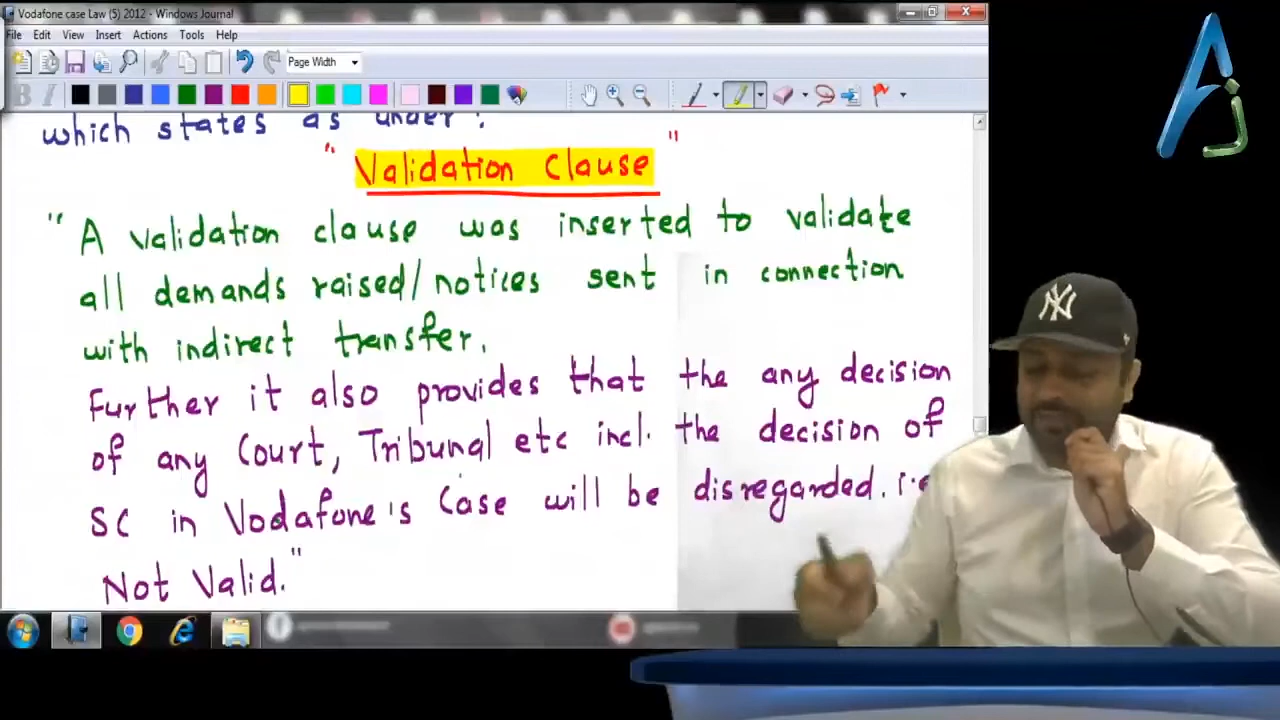 Vodafone case Law (5) 2012 - Windows Journal
File Edit View Insert Actions Tools Help
Page Width
which states as under :
" Validation Clause "
" A validation clause was inserted to validate
all demands raised/notices sent in connection
with indirect transfer.
Further it also provides that the any decision
of any Court, Tribunal etc incl. the decision of
SC in Vodafone's Case will be disregarded. i.e
Not Valid."